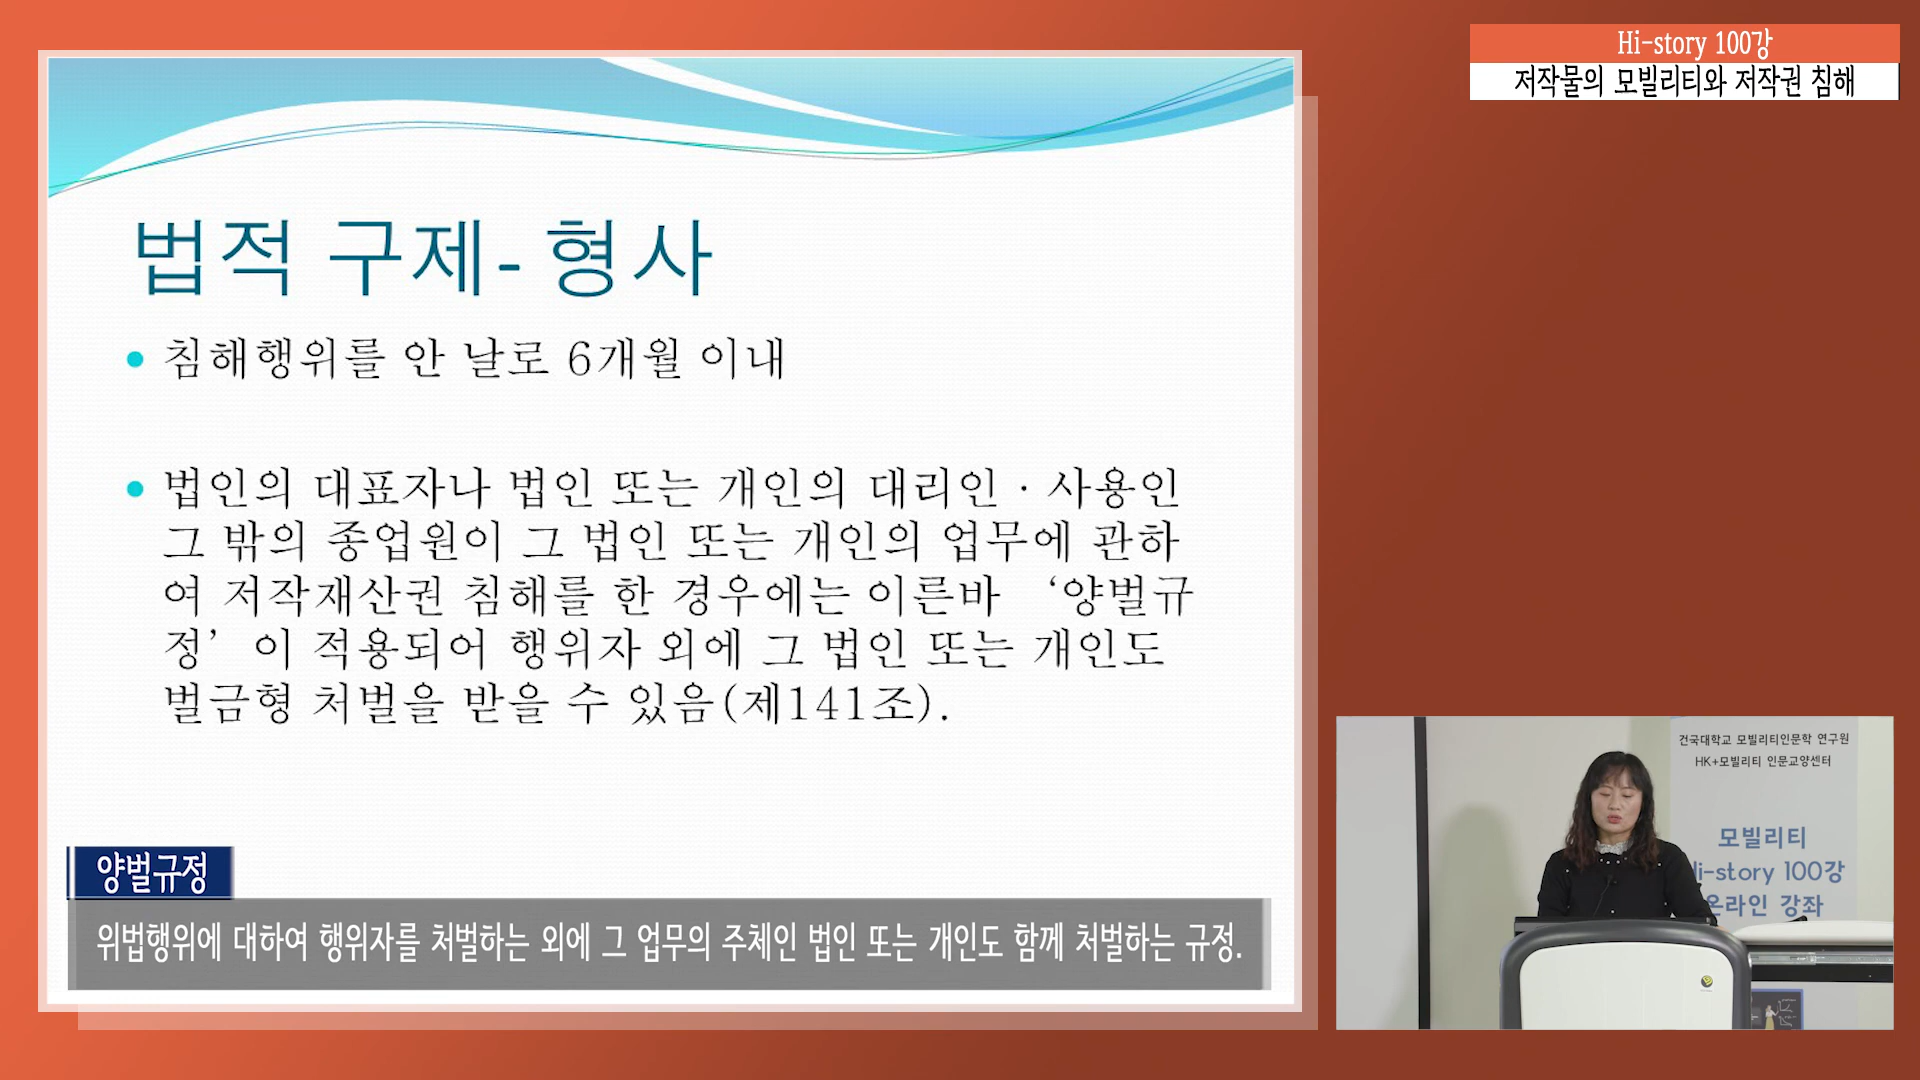 Hi-story 100강
저작물의 모빌리티와 저작권 침해
법적 구제- 형사
• 침해행위를 안 날로 6개월 이내
• 법인의 대표자나 법인 또는 개인의 대리인·사용인
그 밖의 종업원이 그 법인 또는 개인의 업무에 관하
여 저작재산권 침해를 한 경우에는 이른바 ‘양벌규
정’이 적용되어 행위자 외에 그 법인 또는 개인도
벌금형 처벌을 받을 수 있음(제141조).
양벌규정
위법행위에 대하여 행위자를 처벌하는 외에 그 업무의 주체인 법인 또는 개인도 함께 처벌하는 규정.
건국대학교 모빌리티인문학 연구원
HK+모빌리티 인문교양센터
모빌리티
i-story 100강
온라인 강좌